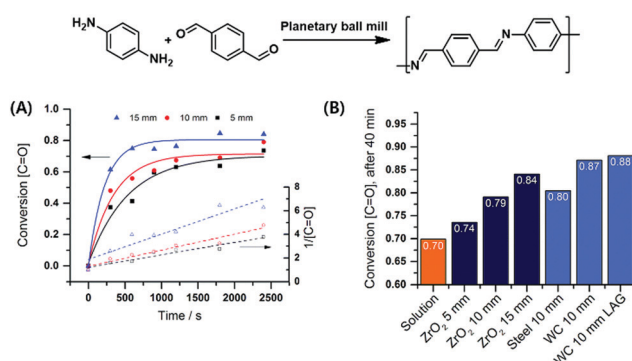 H₂N
NH₂
+
O
O
Planetary ball mill
N
N
n
(A)
15 mm 10 mm 5 mm
Conversion [C=O]
1.0
0.8
0.6
0.4
0.2
0.0
8
6
4
2
0
1/[C=O]
0 500 1000 1500 2000 2500
Time / s
(B)
Conversion [C=O], after 40 min
0.95
0.90
0.85
0.80
0.75
0.70
0.65
0.60
0.70
0.74
0.79
0.84
0.80
0.87
0.88
Solution
ZrO₂ 5 mm
ZrO₂ 10 mm
ZrO₂ 15 mm
Steel 10 mm
WC 10 mm
WC 10 mm LAG